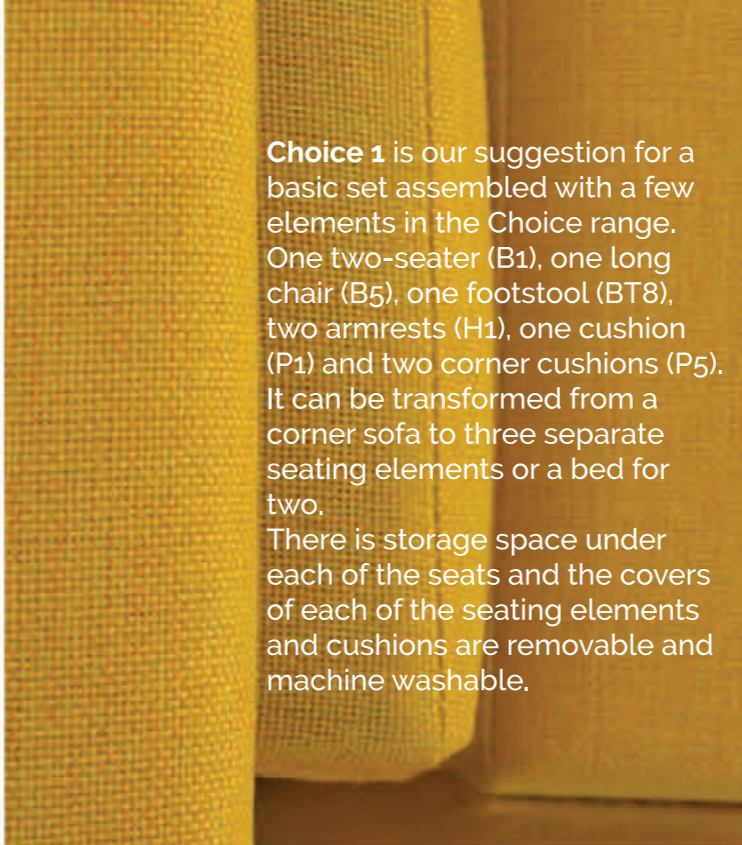 Choice 1 is our suggestion for a
basic set assembled with a few
elements in the Choice range.
One two-seater (B1), one long
chair (B5), one footstool (BT8),
two armrests (H1), one cushion
(P1) and two corner cushions (P5).
It can be transformed from a
corner sofa to three separate
seating elements or a bed for
two.
There is storage space under
each of the seats and the covers
of each of the seating elements
and cushions are removable and
machine washable.